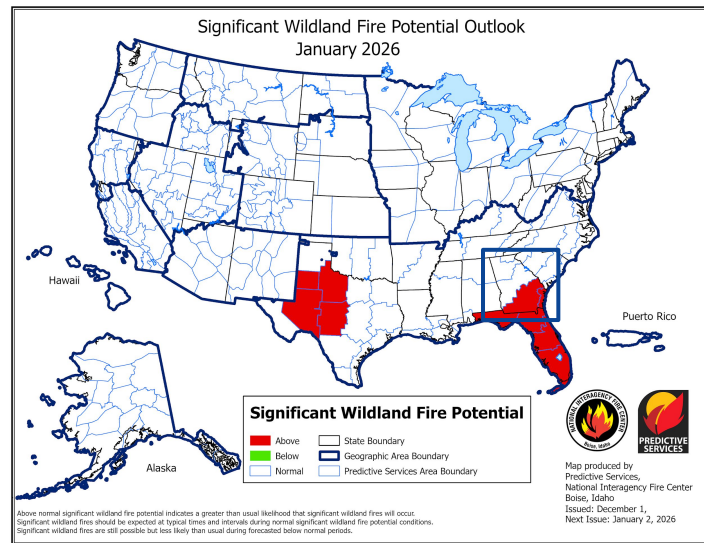 Significant Wildland Fire Potential Outlook
January 2026
Hawaii
Puerto Rico
Alaska
Significant Wildland Fire Potential
Above
Below
Normal
State Boundary
Geographic Area Boundary
Predictive Services Area Boundary
NATIONAL INTERAGENCY FIRE CENTER
Boise, Idaho
PREDICTIVE
SERVICES
Map produced by
Predictive Services,
National Interagency Fire Center
Boise, Idaho
Issued: December 1,
Next Issue: January 2, 2026
Above normal significant wildland fire potential indicates a greater than usual likelihood that significant wildland fires will occur.
Significant wildland fires should be expected at typical times and intervals during normal significant wildland fire potential conditions.
Significant wildland fires are still possible but less likely than usual during forecasted below normal periods.